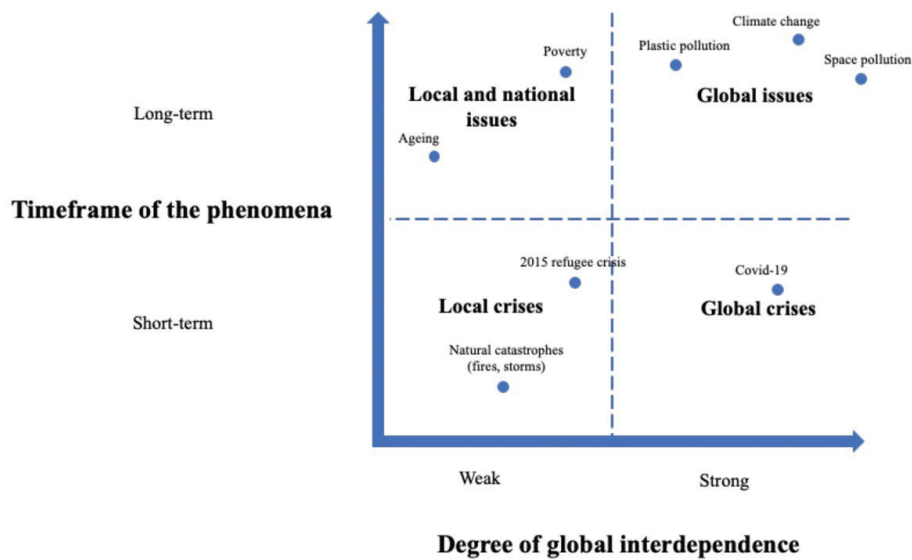 Climate change
Plastic pollution
Poverty
Space pollution
Local and national
issues
Global issues
Long-term
Ageing
Timeframe of the phenomena
2015 refugee crisis
Covid-19
Local crises
Global crises
Short-term
Natural catastrophes
(fires, storms)
Weak
Strong
Degree of global interdependence